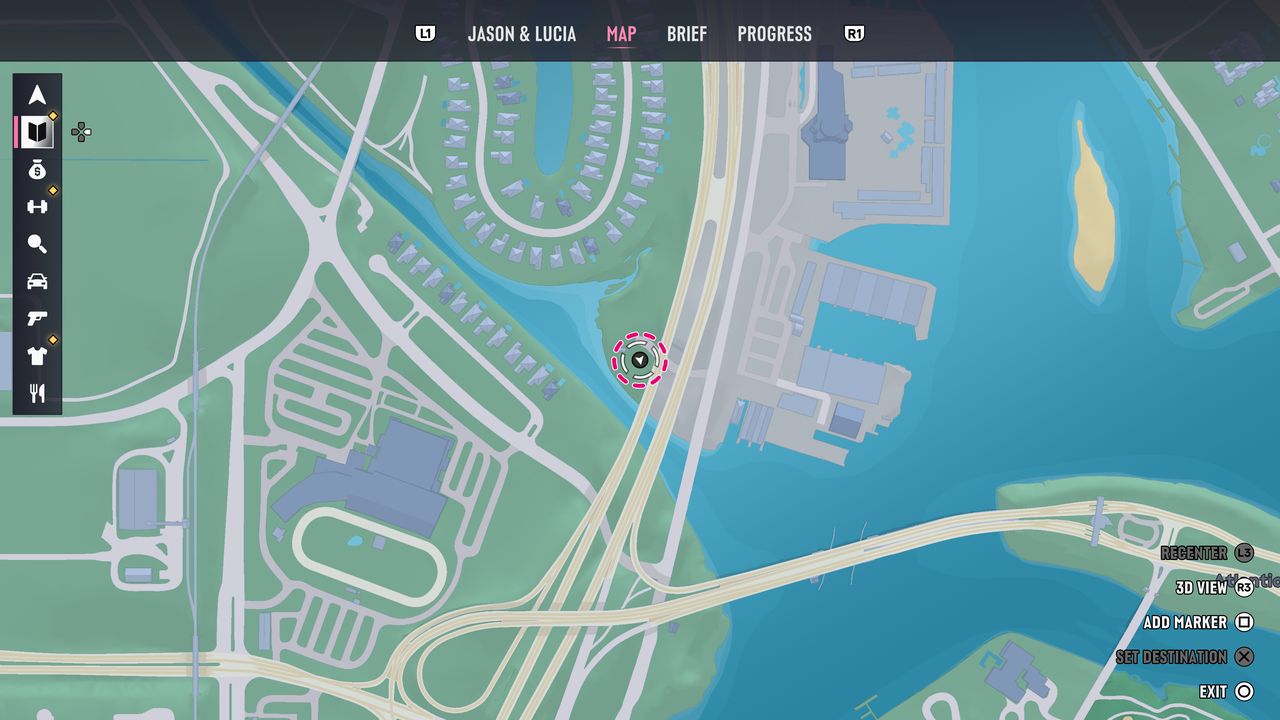 L1 JASON & LUCIA MAP BRIEF PROGRESS R1
RECENTER L3
3D VIEW R3
ADD MARKER
SET DESTINATION
EXIT